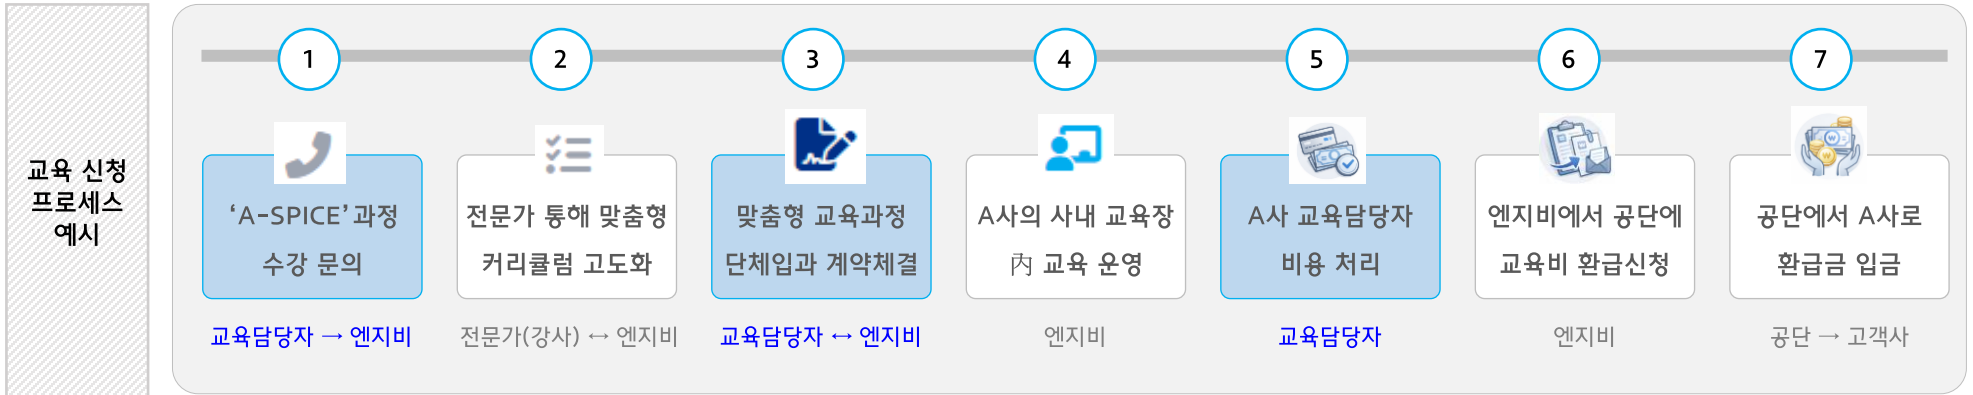 교육 신청
프로세스
예시
1
2
3
4
5
6
7
‘A-SPICE’ 과정
수강 문의
교육담당자 → 엔지비
전문가 통해 맞춤형
커리큘럼 고도화
전문가(강사) ↔ 엔지비
맞춤형 교육과정
단체입과 계약체결
교육담당자 ↔ 엔지비
A사의 사내 교육장
內 교육 운영
엔지비
A사 교육담당자
비용 처리
교육담당자
엔지비에서 공단에
교육비 환급신청
엔지비
공단에서 A사로
환급금 입금
공단 → 고객사